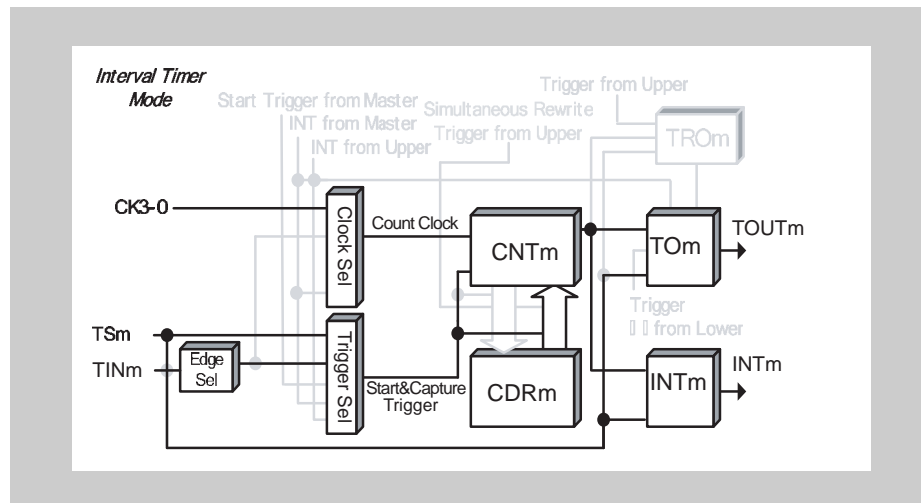 Interval Timer
Mode
Trigger from Upper
Start Trigger from Master
Simultaneous Rewrite
INT from Master
Trigger from Upper
INT from Upper
TROm
CK3-0
Clock Sel
Count Clock
CNTm
TOm
TOUTm
Trigger
from Lower
TSm
TINm
Edge
Sel
Trigger Sel
Start&Capture
Trigger
CDRm
INTm
INTm